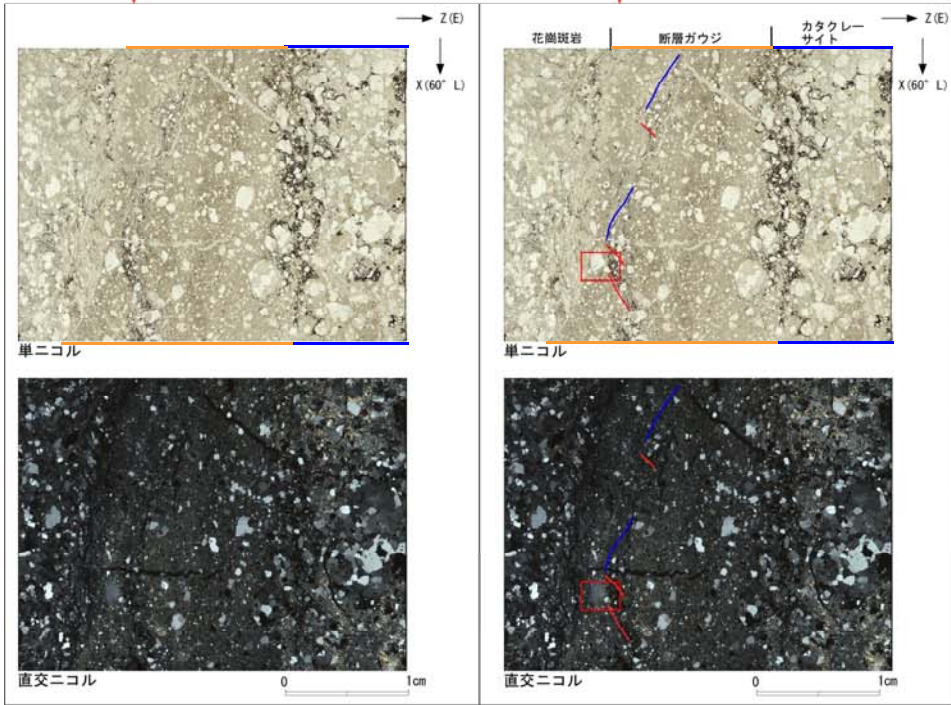 Z(E)
X(60° L)
単ニコル
直交ニコル
0 1cm
花崗斑岩
断層ガウジ
カタクレー
サイト
Z(E)
X(60° L)
単ニコル
直交ニコル
0 1cm